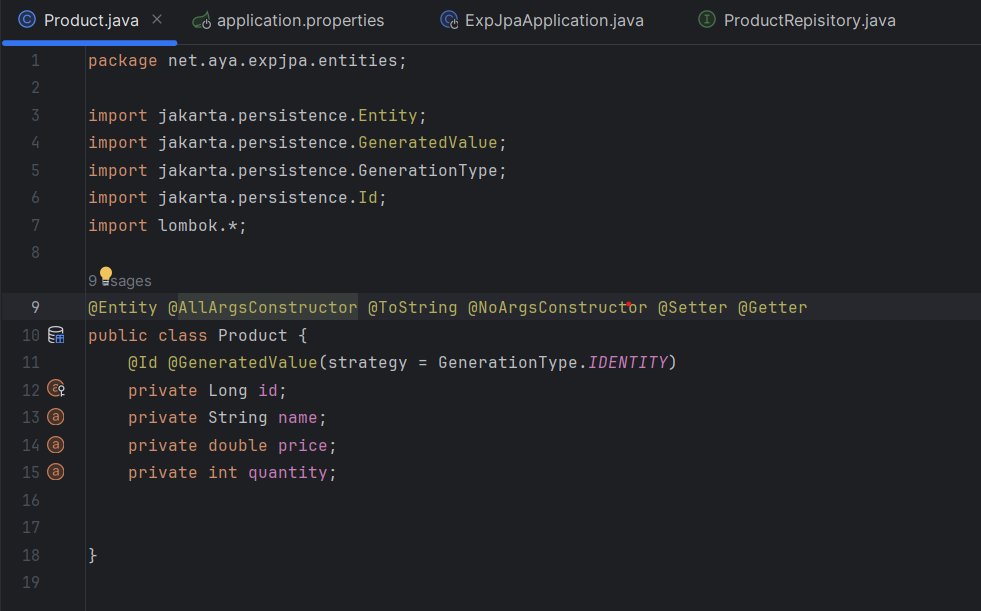 Product.java
application.properties
ExpJpaApplication.java
ProductRepisitory.java
1 package net.aya.expjpa.entities;
2
3 import jakarta.persistence.Entity;
4 import jakarta.persistence.GeneratedValue;
5 import jakarta.persistence.GenerationType;
6 import jakarta.persistence.Id;
7 import lombok.*;
8
9 usages
9 @Entity @AllArgsConstructor @ToString @NoArgsConstructor @Setter @Getter
10 public class Product {
11 @Id @GeneratedValue(strategy = GenerationType.IDENTITY)
12 private Long id;
13 private String name;
14 private double price;
15 private int quantity;
16
17
18 }
19